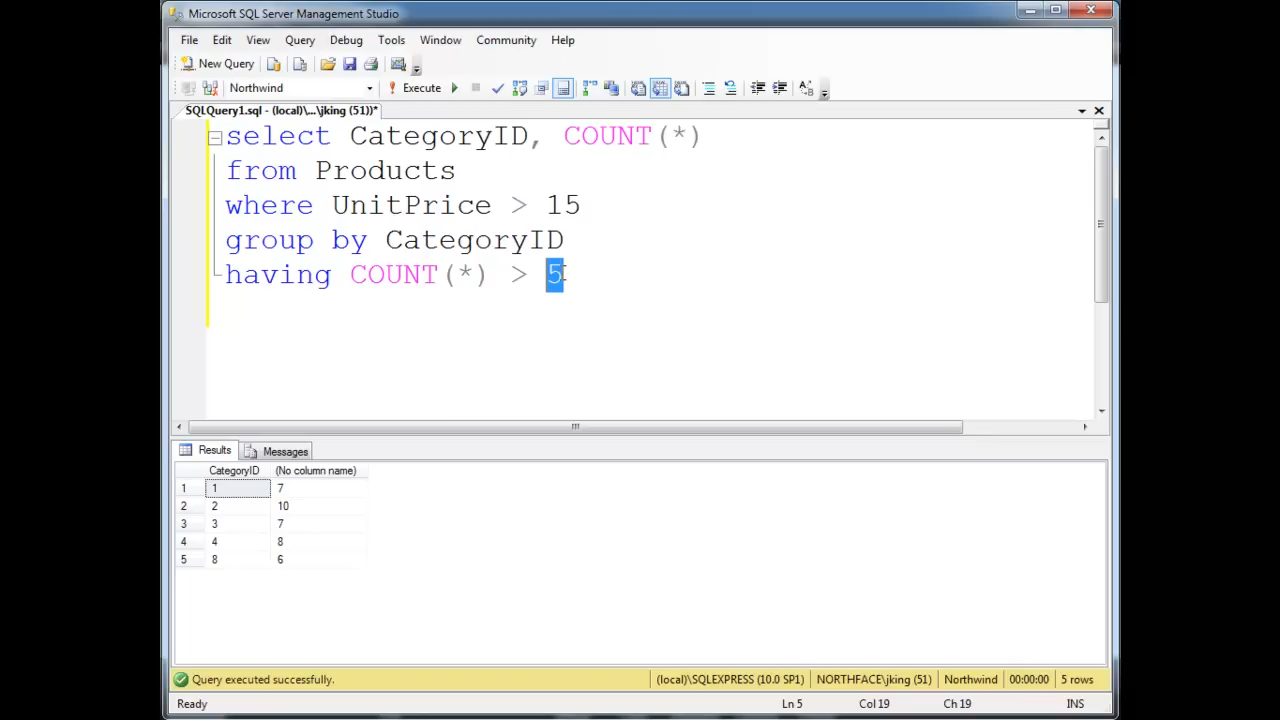 Microsoft SQL Server Management Studio
File Edit View Query Debug Tools Window Community Help
New Query
Northwind Execute
SQLQuery1.sql - (local)\...\jking (51))*
select CategoryID, COUNT(*)
from Products
where UnitPrice > 15
group by CategoryID
having COUNT(*) > 5
Results Messages
CategoryID (No column name)
1 1 7
2 2 10
3 3 7
4 4 8
5 8 6
Query executed successfully. (local)\SQLEXPRESS (10.0 SP1) NORTHFACE\jking (51) Northwind 00:00:00 5 rows
Ready Ln 5 Col 19 Ch 19 INS